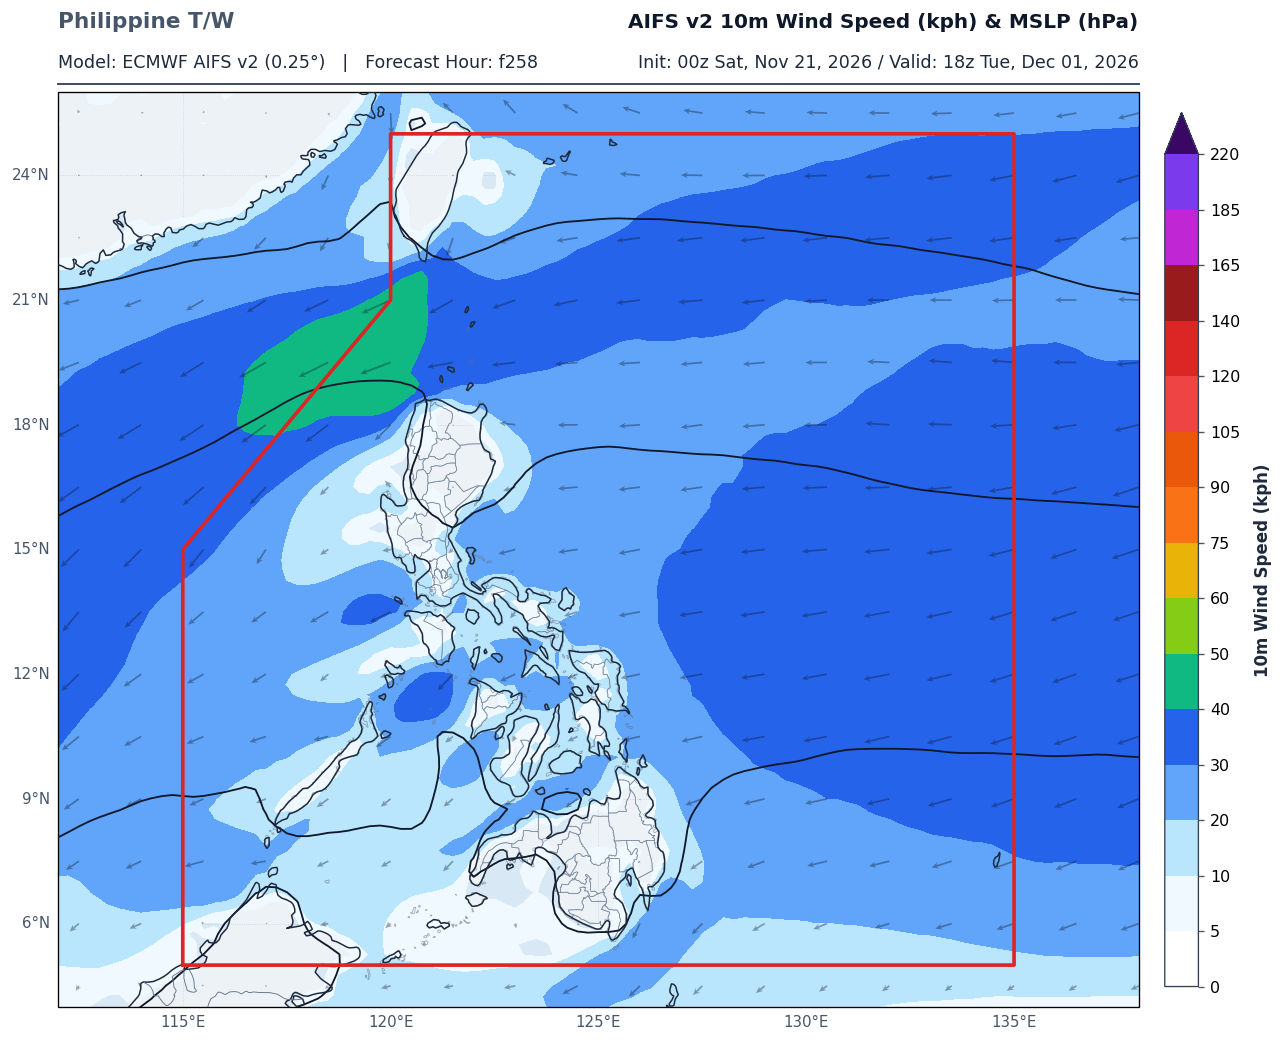 Philippine T/W
AIFS v2 10m Wind Speed (kph) & MSLP (hPa)
Model: ECMWF AIFS v2 (0.25°) | Forecast Hour: f258
Init: 00z Sat, Nov 21, 2026 / Valid: 18z Tue, Dec 01, 2026
24°N
21°N
18°N
15°N
12°N
9°N
6°N
115°E
120°E
125°E
130°E
135°E
220
185
165
140
120
105
90
75
60
50
40
30
20
10
5
0
10m Wind Speed (kph)